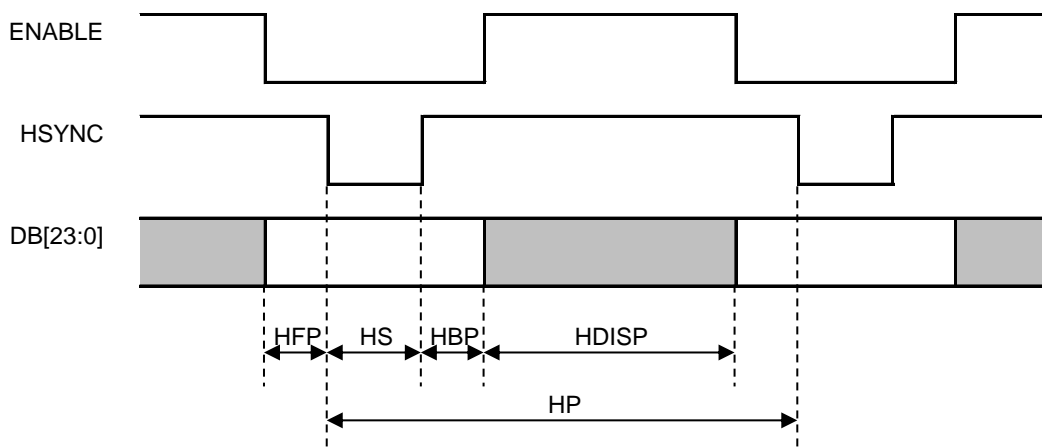 ENABLE
HSYNC
DB[23:0]
HFP HS HBP HDISP
HP